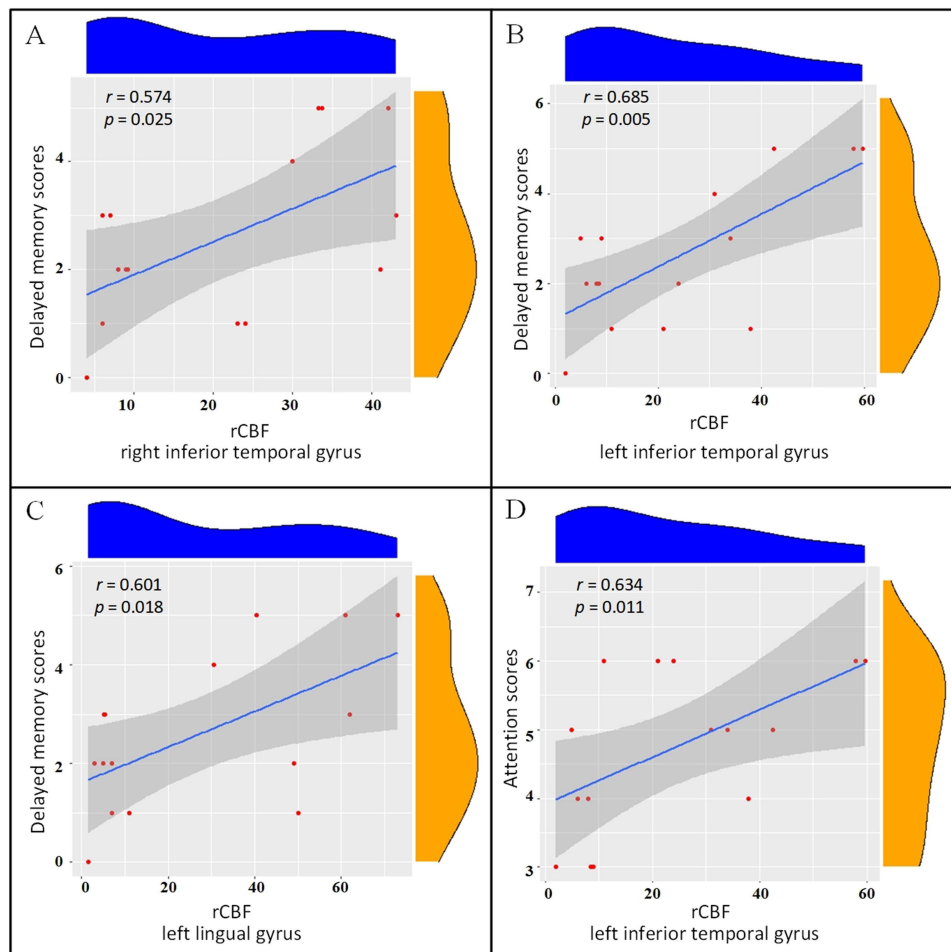 A
r = 0.574
p = 0.025
Delayed memory scores
4
2
0
10 20 30 40
rCBF
right inferior temporal gyrus
B
r = 0.685
p = 0.005
Delayed memory scores
6
4
2
0
0 20 40 60
rCBF
left inferior temporal gyrus
C
r = 0.601
p = 0.018
Delayed memory scores
6
4
2
0
0 20 40 60
rCBF
left lingual gyrus
D
r = 0.634
p = 0.011
Attention scores
7
6
5
4
3
0 20 40 60
rCBF
left inferior temporal gyrus